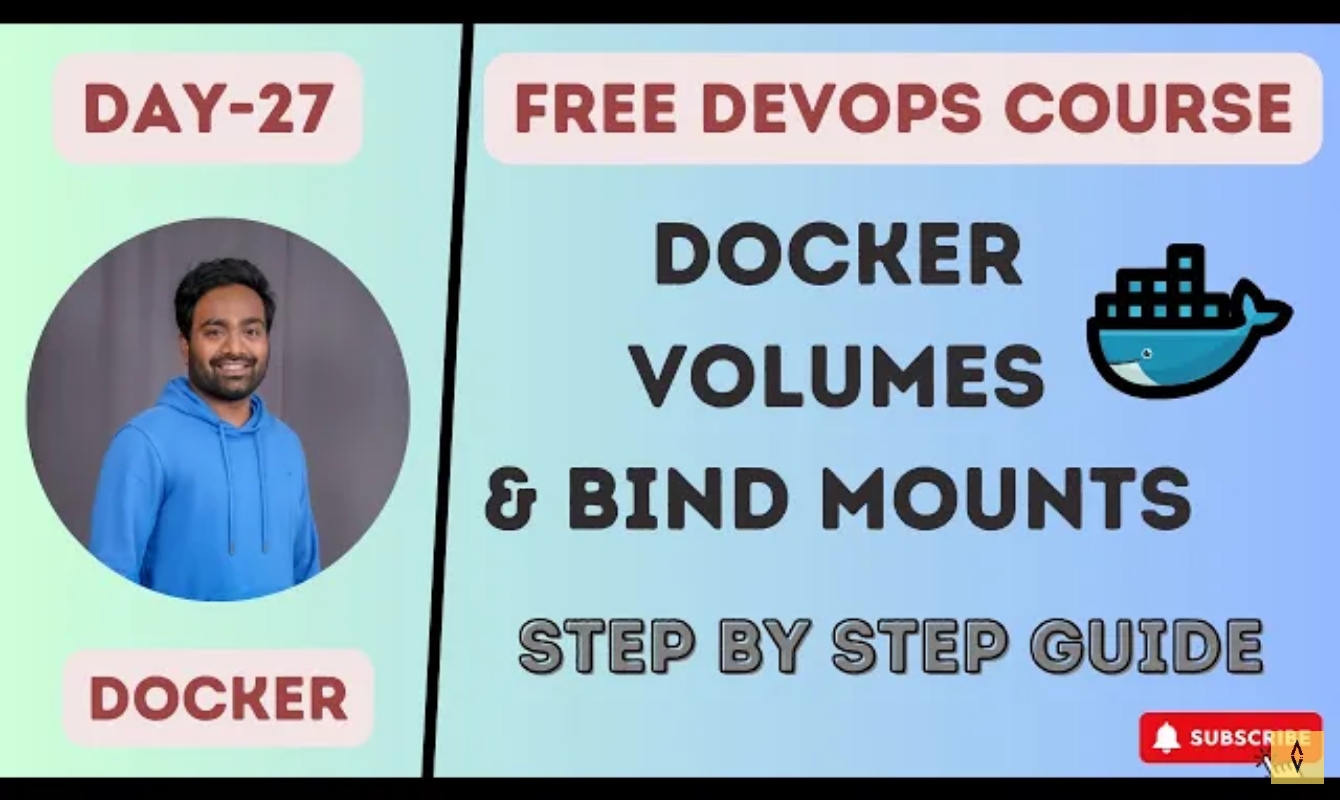 DAY-27
FREE DEVOPS COURSE
DOCKER
VOLUMES
& BIND MOUNTS
STEP BY STEP GUIDE
DOCKER
SUBSCRIBE